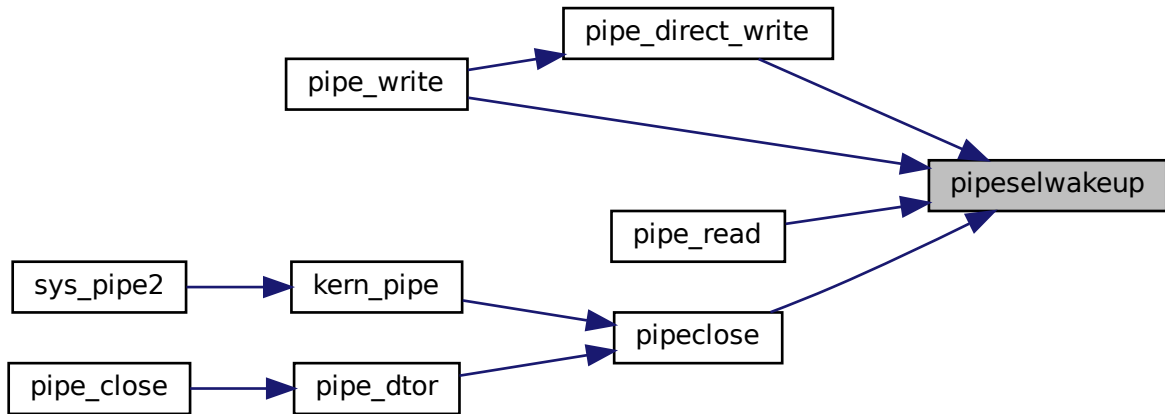 pipe_direct_write
pipe_write
pipeselwakeup
pipe_read
sys_pipe2
kern_pipe
pipeclose
pipe_close
pipe_dtor